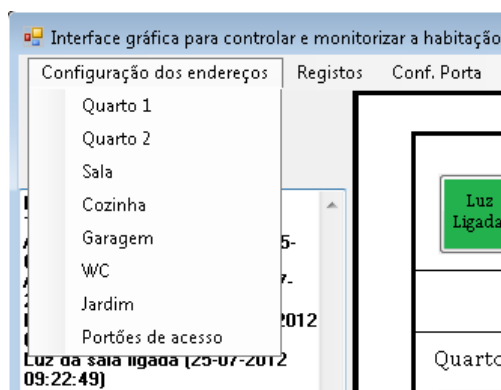 Interface gráfica para controlar e monitorizar a habitação
Configuração dos endereços Registos Conf. Porta
Quarto 1
Quarto 2
Sala
Cozinha
Garagem
WC
Jardim
Portões de acesso
5-
7-
2012
Luz da sala ligada (25-07-2012
09:22:49)
Luz
Ligada
Quarto